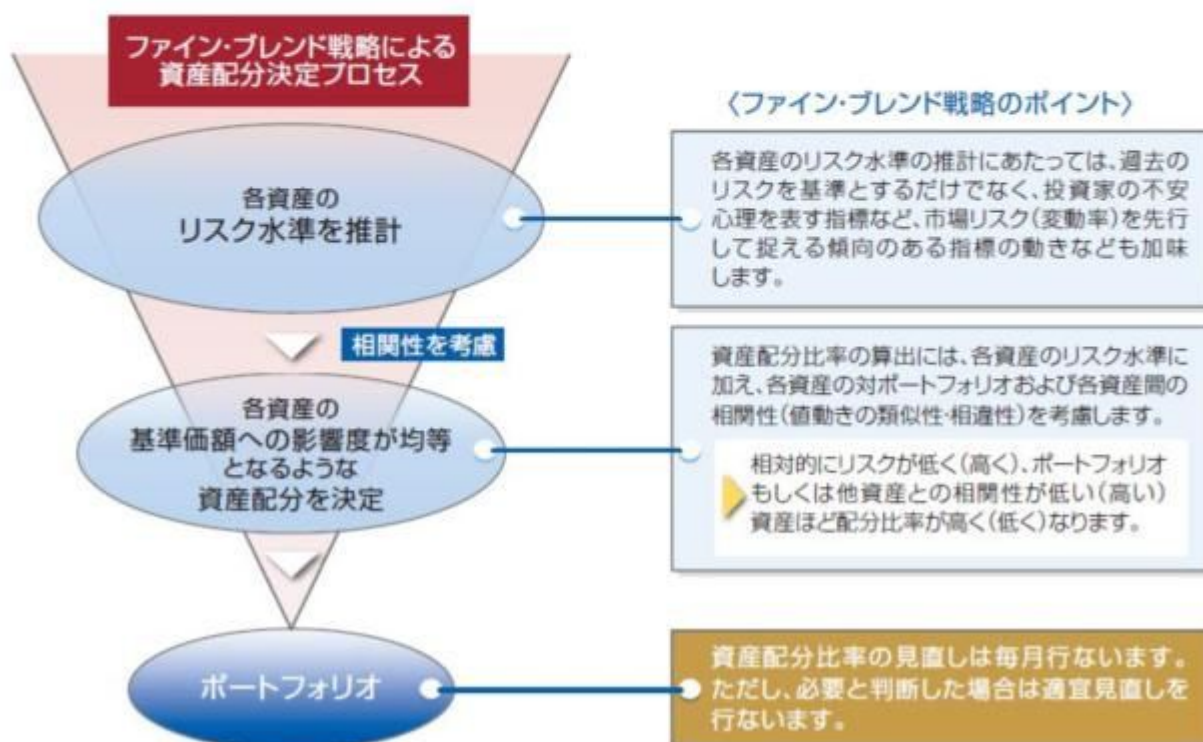 ファイン・ブレンド戦略による
資産配分決定プロセス
〈ファイン・ブレンド戦略のポイント〉
各資産の
リスク水準を推計
各資産のリスク水準の推計にあたっては、過去の
リスクを基準とするだけでなく、投資家の不安
心理を表す指標など、市場リスク(変動率)を先行
して捉える傾向のある指標の動きなども加味
します。
相関性を考慮
各資産の
基準価額への影響度が均等
となるような
資産配分を決定
資産配分比率の算出には、各資産のリスク水準に
加え、各資産の対ポートフォリオおよび各資産間の
相関性(値動きの類似性・相違性)を考慮します。
相対的にリスクが低く(高く)、ポートフォリオ
もしくは他資産との相関性が低い(高い)
資産ほど配分比率が高く(低く)なります。
ポートフォリオ
資産配分比率の見直しは毎月行ないます。
ただし、必要と判断した場合は適宜見直しを
行ないます。